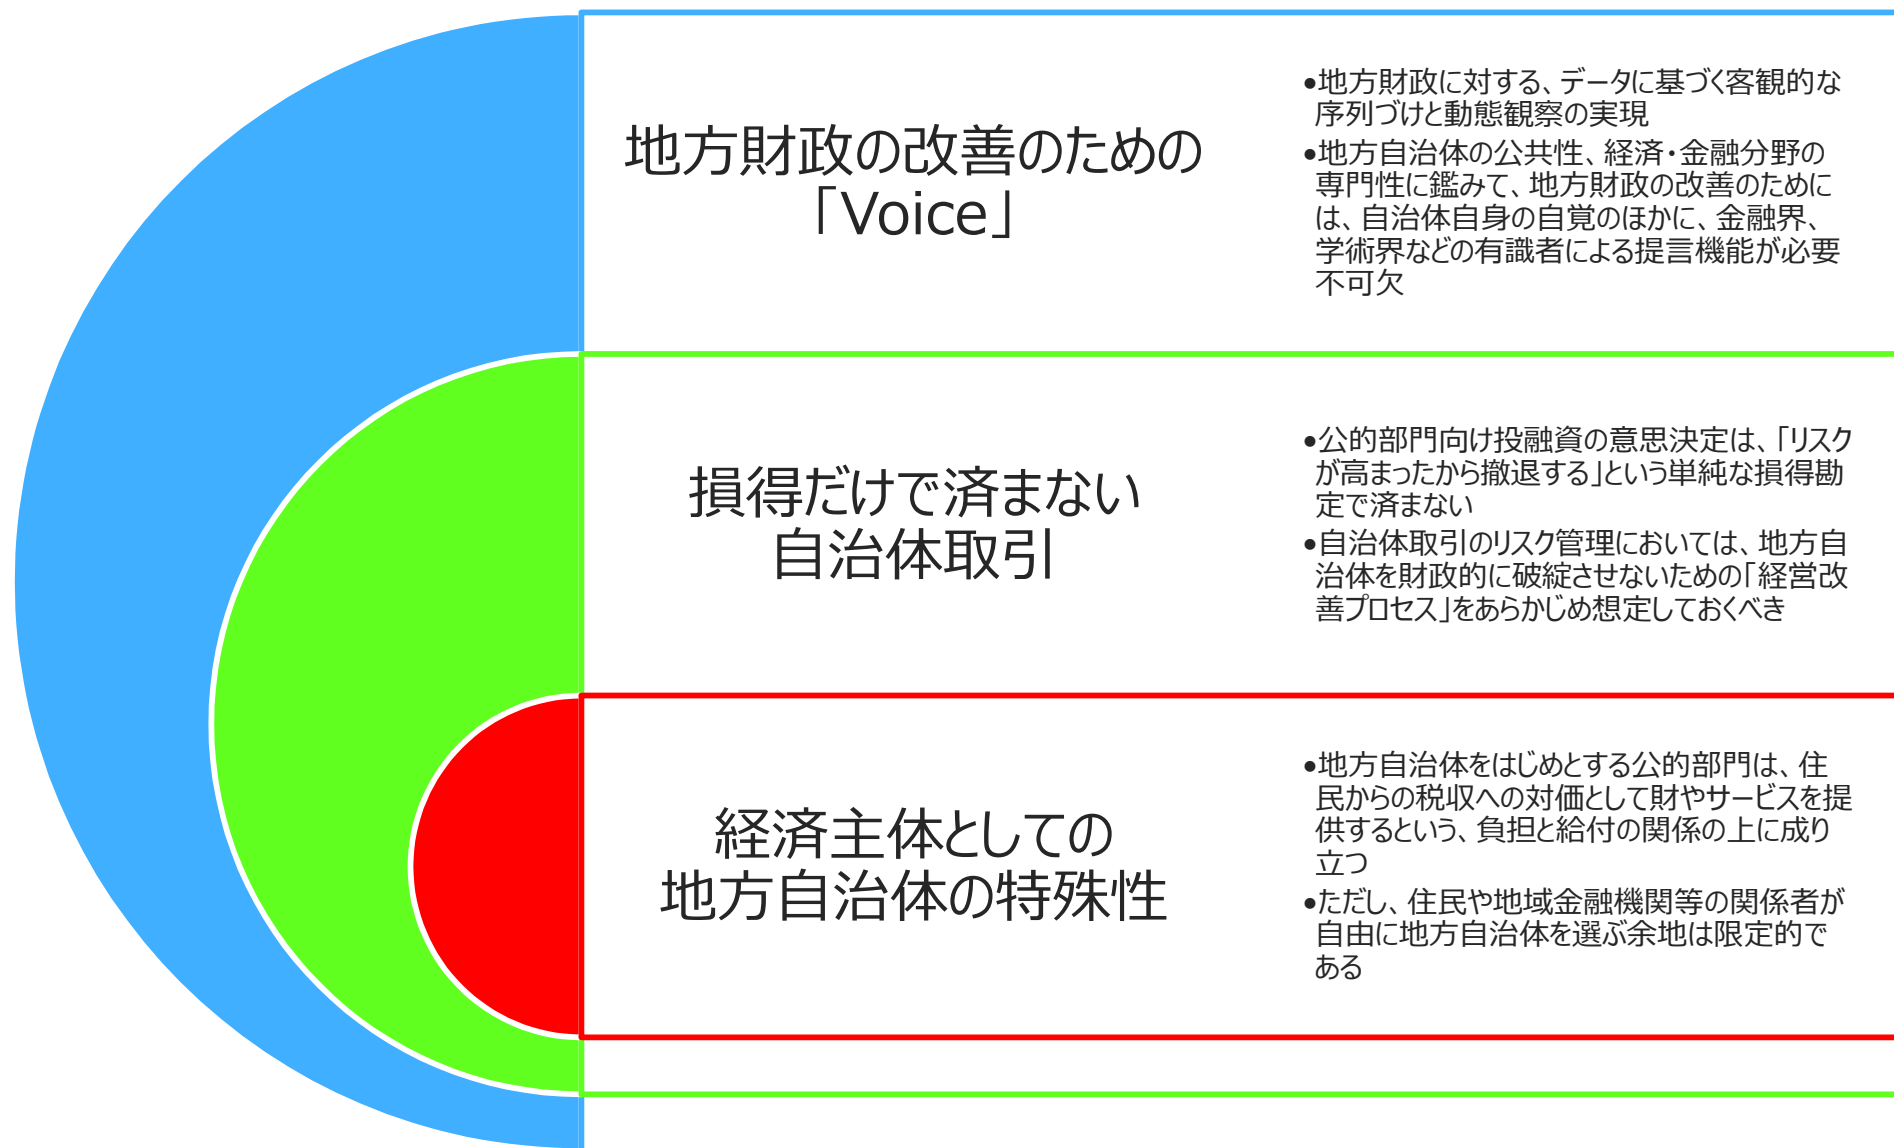 地方財政の改善のための
「Voice」
•地方財政に対する、データに基づく客観的な
序列づけと動態観察の実現
•地方自治体の公共性、経済・金融分野の
専門性に鑑みて、地方財政の改善のために
は、自治体自身の自覚のほかに、金融界、
学術界などの有識者による提言機能が必要
不可欠
損得だけで済まない
自治体取引
•公的部門向け投融資の意思決定は、「リスク
が高まったから撤退する」という単純な損得勘
定で済まない
•自治体取引のリスク管理においては、地方自
治体を財政的に破綻させないための「経営改
善プロセス」をあらかじめ想定しておくべき
経済主体としての
地方自治体の特殊性
•地方自治体をはじめとする公的部門は、住
民からの税収への対価として財やサービスを提
供するという、負担と給付の関係の上に成り
立つ
•ただし、住民や地域金融機関等の関係者が
自由に地方自治体を選ぶ余地は限定的で
ある